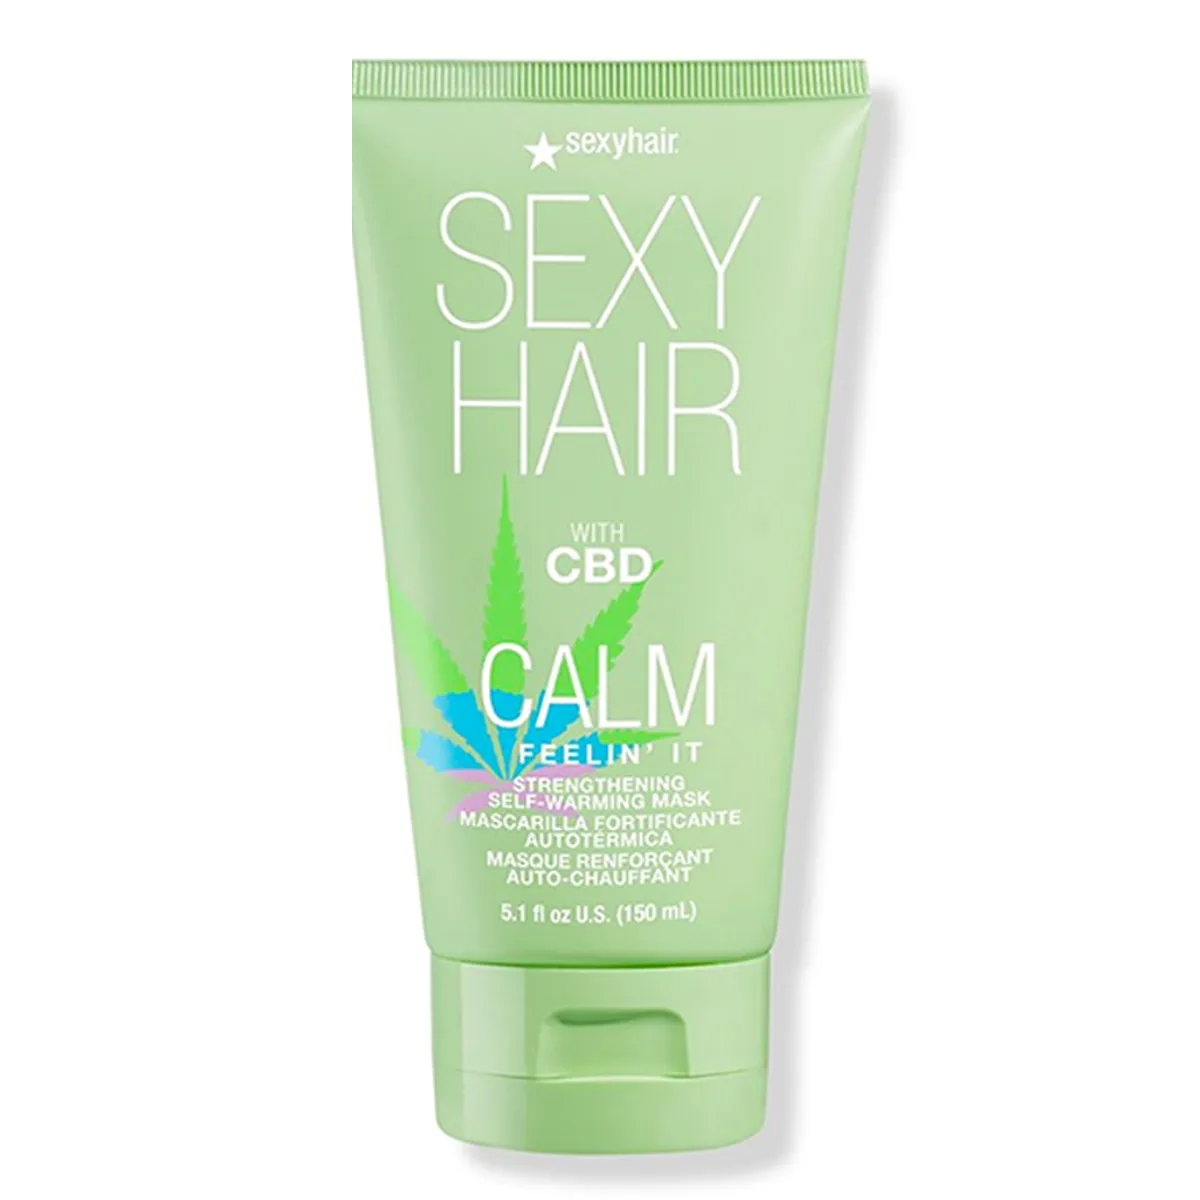 sexyhair.
SEXY
HAIR
WITH
CBD
CALM
FEELIN' IT
STRENGTHENING
SELF-WARMING MASK
MASCARILLA FORTIFICANTE
AUTOTÉRMICA
MASQUE RENFORÇANT
AUTO-CHAUFFANT
5.1 fl oz U.S. (150 mL)